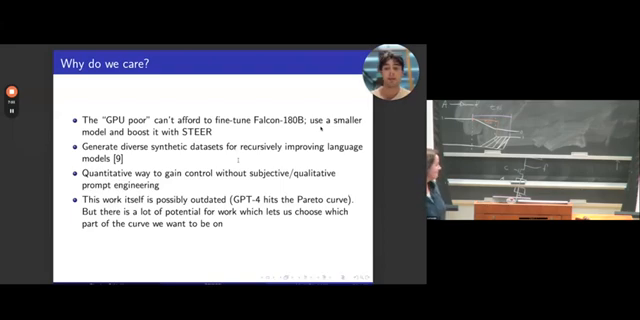 Why do we care?
The "GPU poor" can't afford to fine-tune Falcon-180B; use a smaller
model and boost it with STEER
Generate diverse synthetic datasets for recursively improving language
models [9]
Quantitative way to gain control without subjective/qualitative
prompt engineering
This work itself is possibly outdated (GPT-4 hits the Pareto curve).
But there is a lot of potential for work which lets us choose which
part of the curve we want to be on